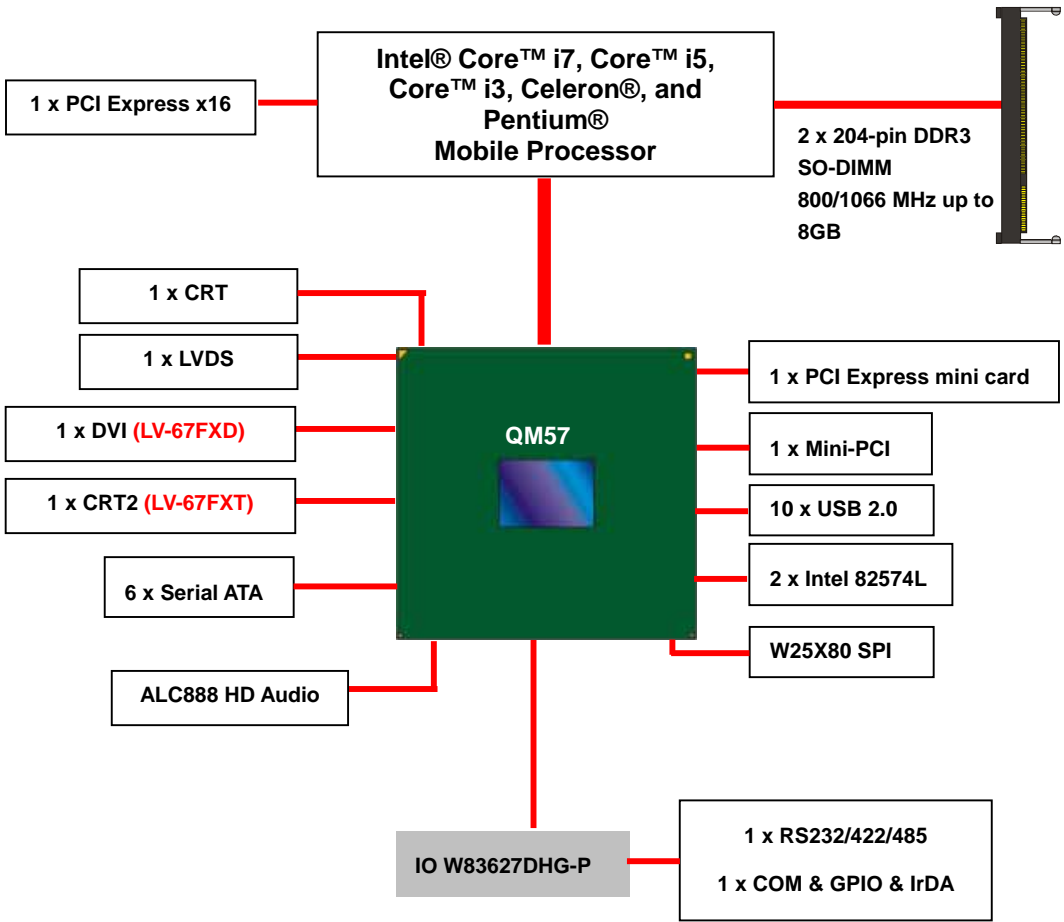 Intel® Core™ i7, Core™ i5,
Core™ i3, Celeron®, and
Pentium®
Mobile Processor
1 x PCI Express x16
2 x 204-pin DDR3
SO-DIMM
800/1066 MHz up to
8GB
1 x CRT
1 x LVDS
1 x DVI (LV-67FXD)
1 x CRT2 (LV-67FXT)
6 x Serial ATA
ALC888 HD Audio
QM57
1 x PCI Express mini card
1 x Mini-PCI
10 x USB 2.0
2 x Intel 82574L
W25X80 SPI
IO W83627DHG-P
1 x RS232/422/485
1 x COM & GPIO & IrDA